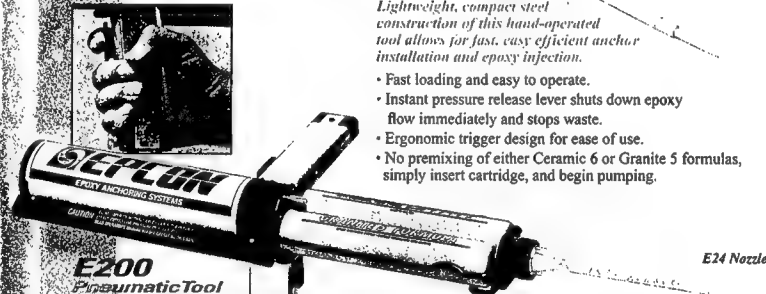 Lightweight, compact steel
construction of this hand-operated
tool allows for fast, easy efficient anchor
installation and epoxy injection.
• Fast loading and easy to operate.
• Instant pressure release lever shuts down epoxy
flow immediately and stops waste.
• Ergonomic trigger design for ease of use.
• No premixing of either Ceramic 6 or Granite 5 formulas,
simply insert cartridge, and begin pumping.
EPCON
EPOXY ANCHORING SYSTEMS
CAUTION
E24 Nozzle
E200
Pneumatic Tool